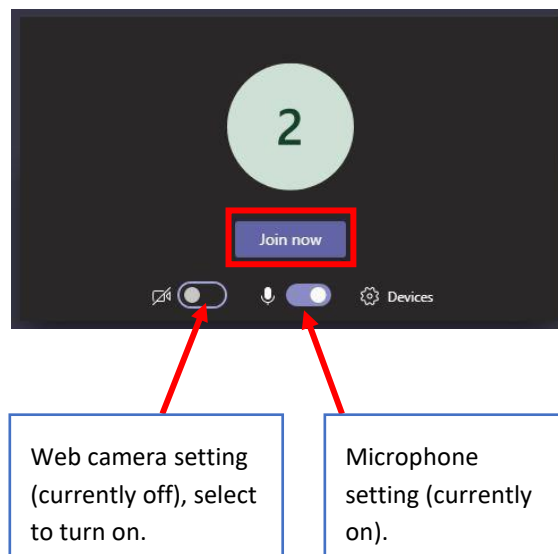 2
Join now
Devices
Web camera setting
(currently off), select
to turn on.
Microphone
setting (currently
on).